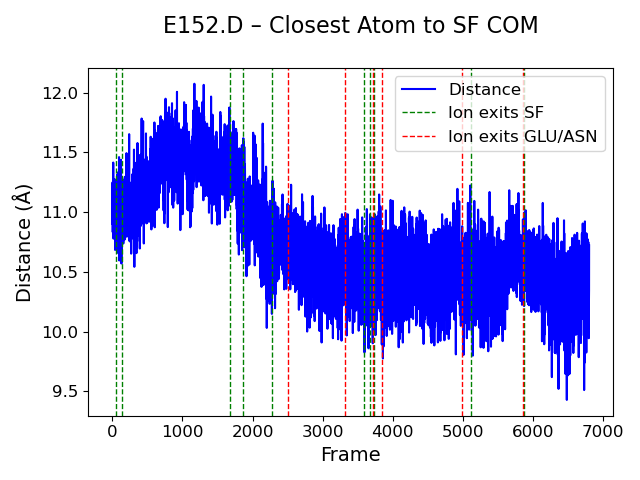 E152.D – Closest Atom to SF COM
Distance
Ion exits SF
Ion exits GLU/ASN
Distance (Å)
12.0
11.5
11.0
10.5
10.0
9.5
0 1000 2000 3000 4000 5000 6000 7000
Frame